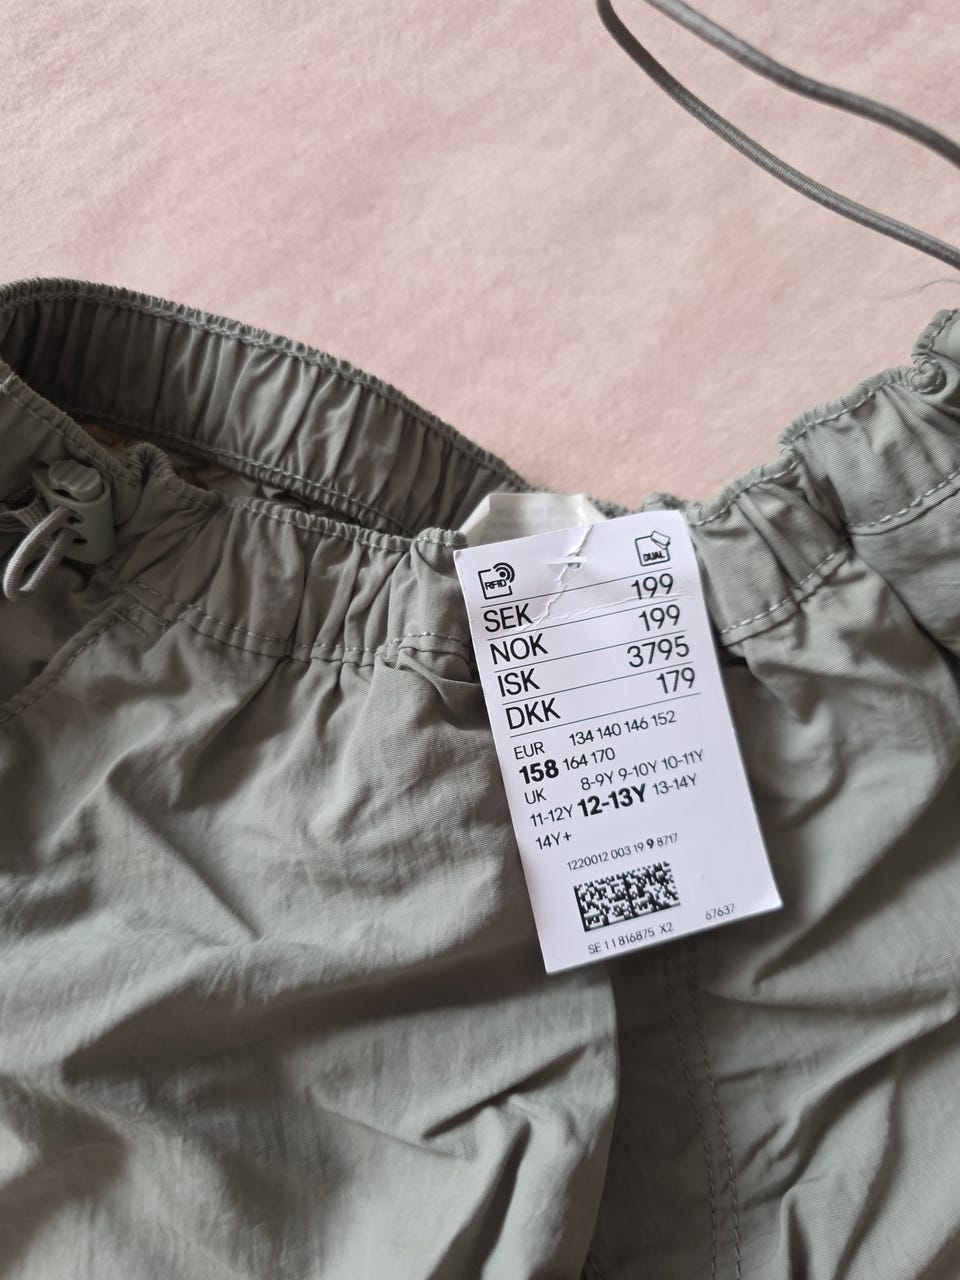 RFID
DUAL
SEK 199
NOK 199
ISK 3795
DKK 179
EUR 134 140 146 152
158 164 170
UK 8-9Y 9-10Y 10-11Y
11-12Y 12-13Y 13-14Y
14Y+
1220012 003 19 9 8717
67637
SE 1 1 816875 X2